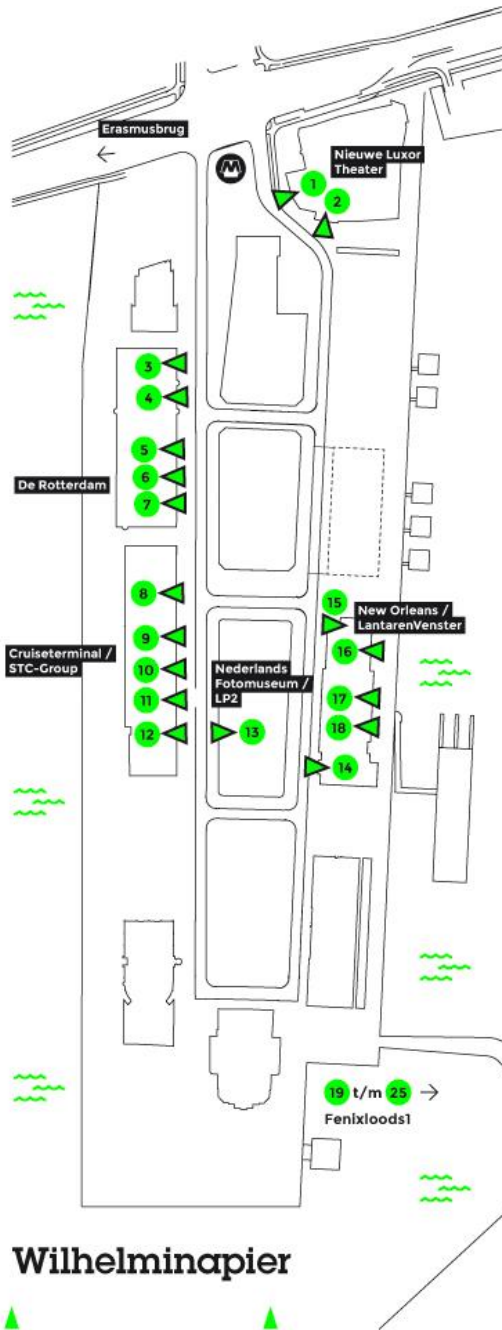 Erasmusbrug
←
Nieuwe Luxor
Theater
1
2
3
4
5
6
7
De Rotterdam
8
9
10
11
12
Cruiseterminal /
STC-Group
Nederlands
Fotomuseum /
LP2
13
15
New Orleans /
LantarenVenster
16
17
18
14
19 t/m 25 →
Fenixloods1
Wilhelminapier